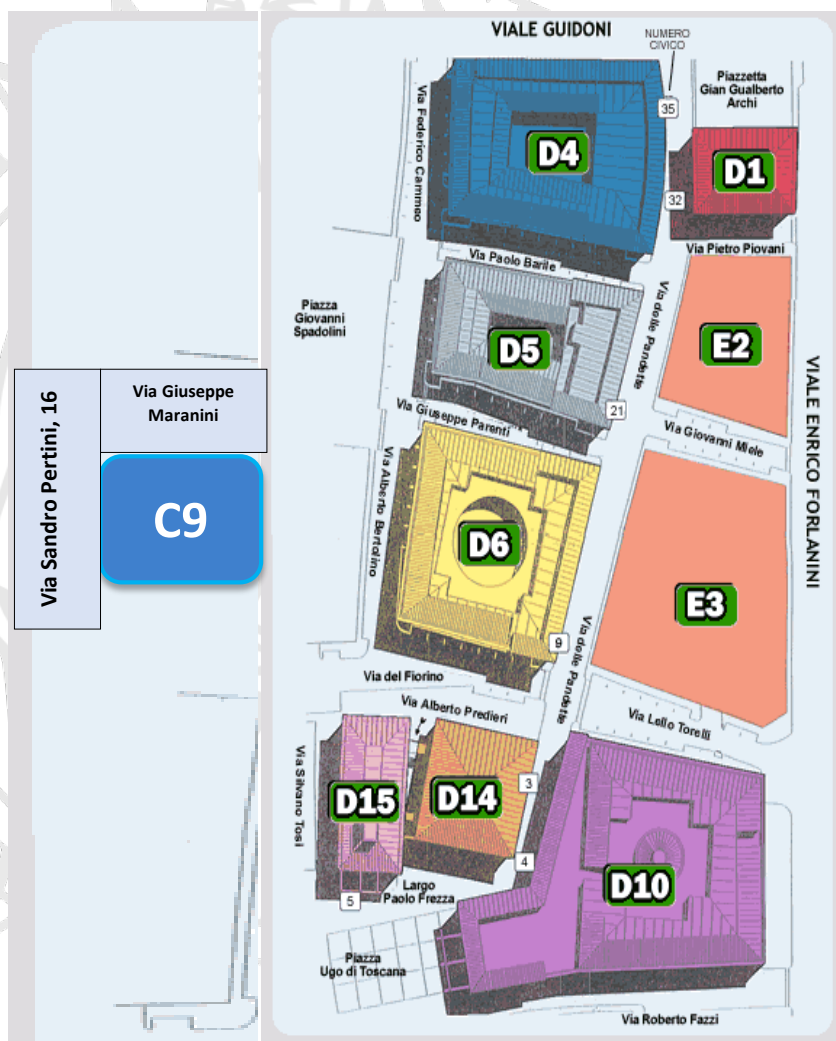 VIALE GUIDONI
NUMERO
CIVICO
Piazzetta
Gian Gualberto
Archi
35
Via Federico Cammeo
D4
D1
32
Via Pietro Piovani
Via Paolo Barile
Piazza
Giovanni
Spadolini
Via delle Pandette
E2
D5
VIALE ENRICO FORLANINI
Via Sandro Pertini, 16
Via Giuseppe
Maranini
21
Via Giuseppe Parenti
Via Giovanni Miele
Via Alberto Bertolino
C9
D6
E3
9
Via delle Pandette
Via del Fiorino
Via Alberto Predieri
Via Lello Torelli
Via Silvano Tosi
D15
D14
3
4
D10
Largo
Paolo Frezza
5
Piazza
Ugo di Toscana
Via Roberto Fazzi